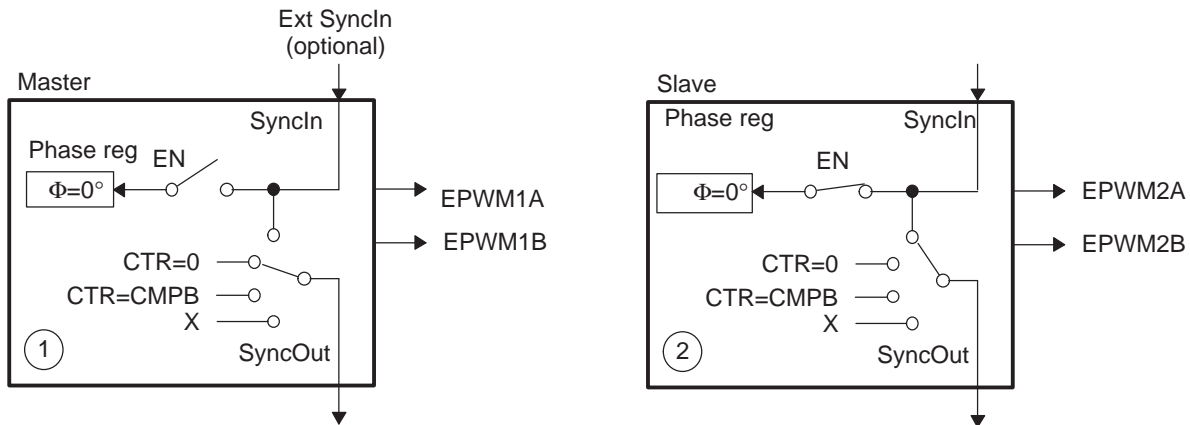 Ext SyncIn
(optional)
Master
SyncIn
Phase reg
EN
Φ=0°
EPWM1A
EPWM1B
CTR=0
CTR=CMPB
X
1
SyncOut
Slave
Phase reg
SyncIn
EN
Φ=0°
EPWM2A
EPWM2B
CTR=0
CTR=CMPB
X
2
SyncOut